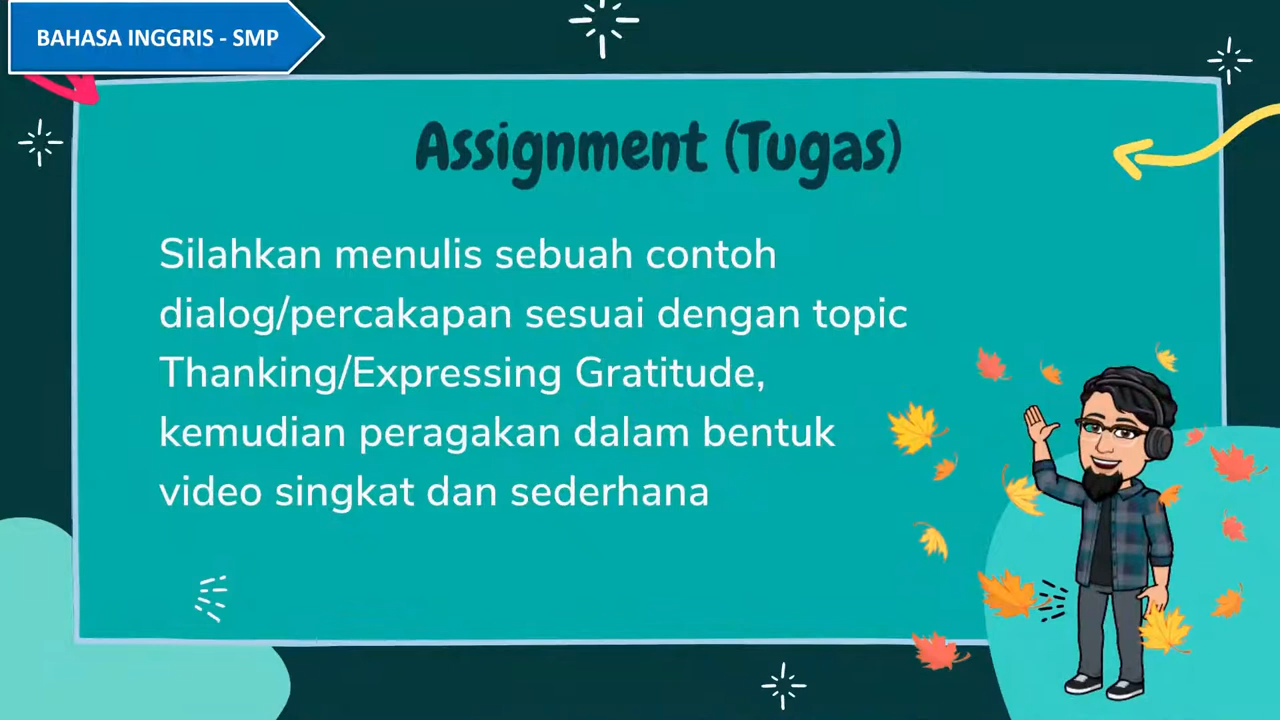 BAHASA INGGRIS - SMP
Assignment (Tugas)
Silahkan menulis sebuah contoh
dialog/percakapan sesuai dengan topic
Thanking/Expressing Gratitude,
kemudian peragakan dalam bentuk
video singkat dan sederhana